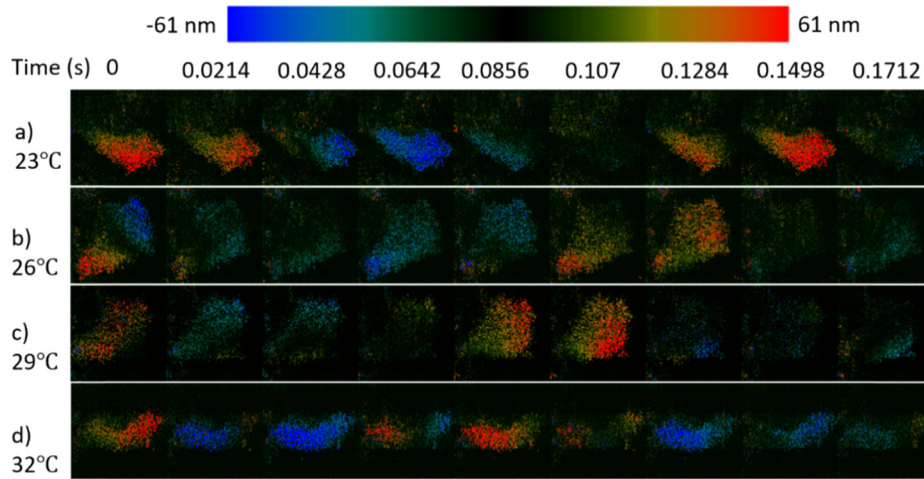 -61 nm 61 nm
Time (s) 0 0.0214 0.0428 0.0642 0.0856 0.107 0.1284 0.1498 0.1712
a)
23°C
b)
26°C
c)
29°C
d)
32°C